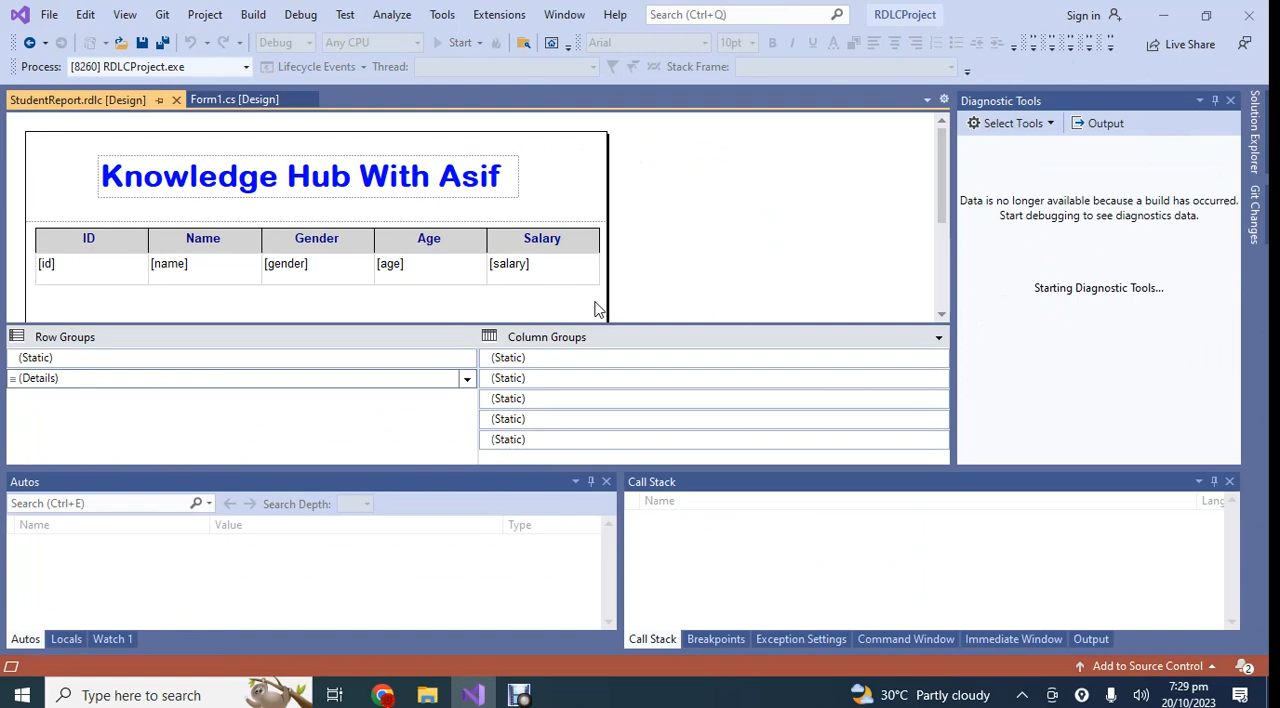 File Edit View Git Project Build Debug Test Analyze Tools Extensions Window Help Search (Ctrl+Q) RDLCProject Sign in
Debug Any CPU Start Arial 10pt Live Share
Process: [8260] RDLCProject.exe Lifecycle Events Thread: Stack Frame:
StudentReport.rdlc [Design] Form1.cs [Design] Diagnostic Tools
Select Tools Output
Knowledge Hub With Asif
Data is no longer available because a build has occurred.
Start debugging to see diagnostics data.
ID Name Gender Age Salary
[id] [name] [gender] [age] [salary]
Starting Diagnostic Tools...
Row Groups Column Groups
(Static) (Static)
(Details) (Static)
(Static)
(Static)
(Static)
Autos Call Stack
Search (Ctrl+E) Search Depth: Name Lang
Name Value Type
Autos Locals Watch 1 Call Stack Breakpoints Exception Settings Command Window Immediate Window Output
Add to Source Control 2
Type here to search 30°C Partly cloudy 7:29 pm
20/10/2023
Solution Explorer
Git Changes